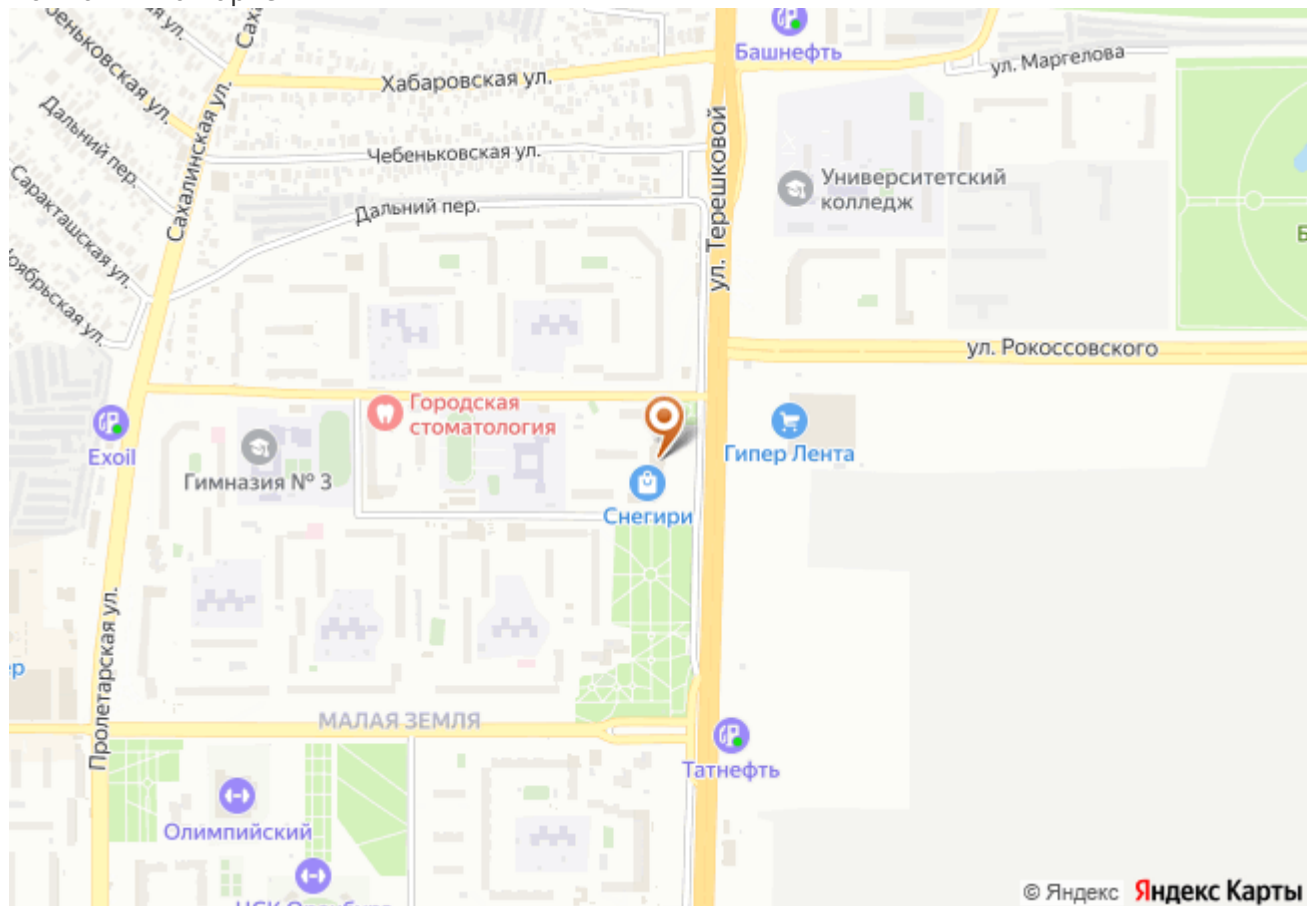 Башнефть
ул. Маргелова
Хабаровская ул.
Сахалинская ул.
Дальний пер.
Чебеньковская ул.
Университетский
колледж
Саракташская ул.
Дальний пер.
ул. Терешковой
ул. Рокоссовского
Городская
стоматология
Exoil
Гимназия № 3
Гипер Лента
Снегири
Пролетарская ул.
МАЛАЯ ЗЕМЛЯ
Татнефть
Олимпийский
© Яндекс Яндекс Карты